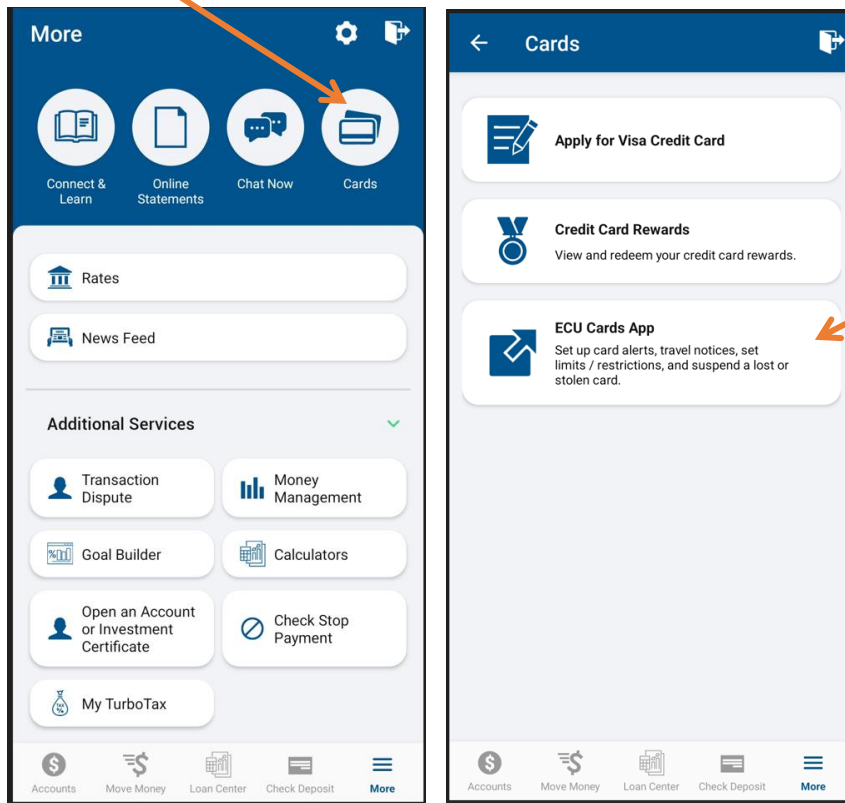 More
Connect &
Learn
Online
Statements
Chat Now
Cards
Rates
News Feed
Additional Services
Transaction
Dispute
Money
Management
Goal Builder
Calculators
Open an Account
or Investment
Certificate
Check Stop
Payment
My TurboTax
Accounts
Move Money
Loan Center
Check Deposit
More
Cards
Apply for Visa Credit Card
Credit Card Rewards
View and redeem your credit card rewards.
ECU Cards App
Set up card alerts, travel notices, set
limits / restrictions, and suspend a lost or
stolen card.
Accounts
Move Money
Loan Center
Check Deposit
More